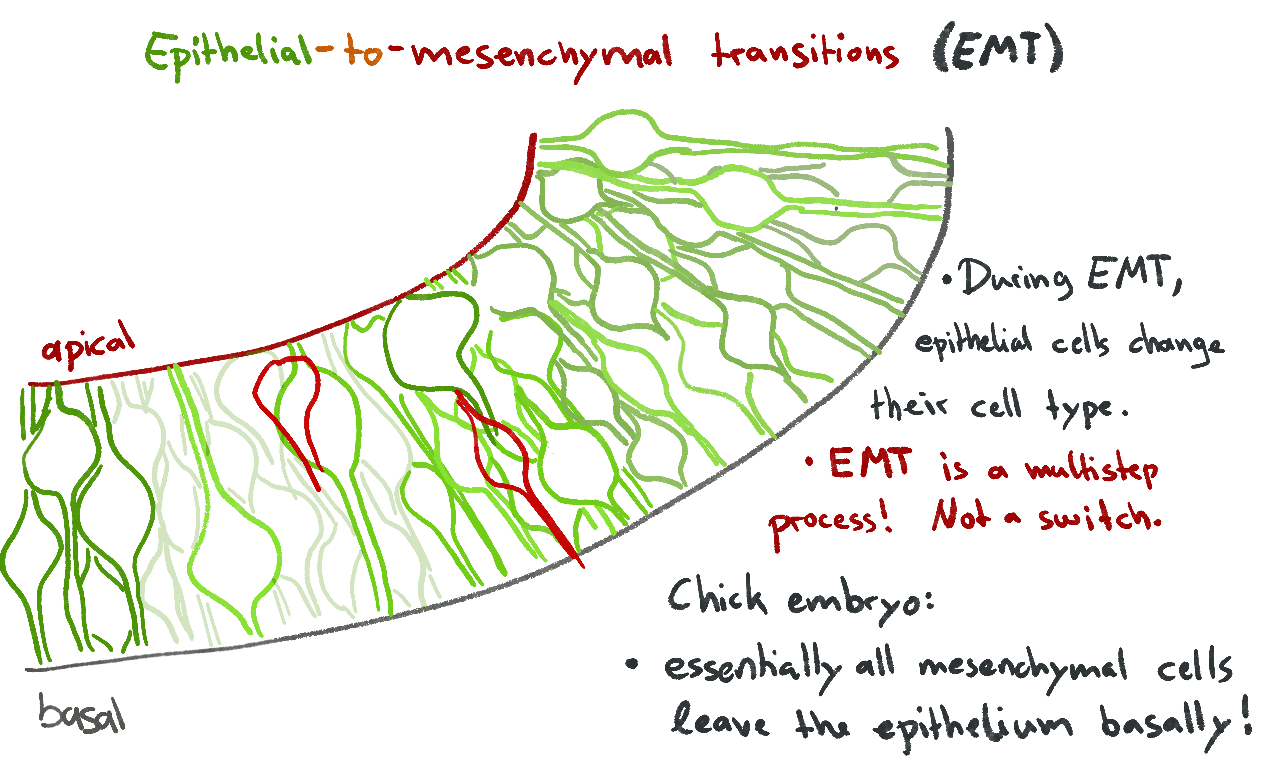 Epithelial-to-mesenchymal transitions (EMT)
apical
basal
• During EMT,
epithelial cells change
their cell type.
• EMT is a multistep
process! Not a switch.
Chick embryo:
• essentially all mesenchymal cells
leave the epithelium basally!